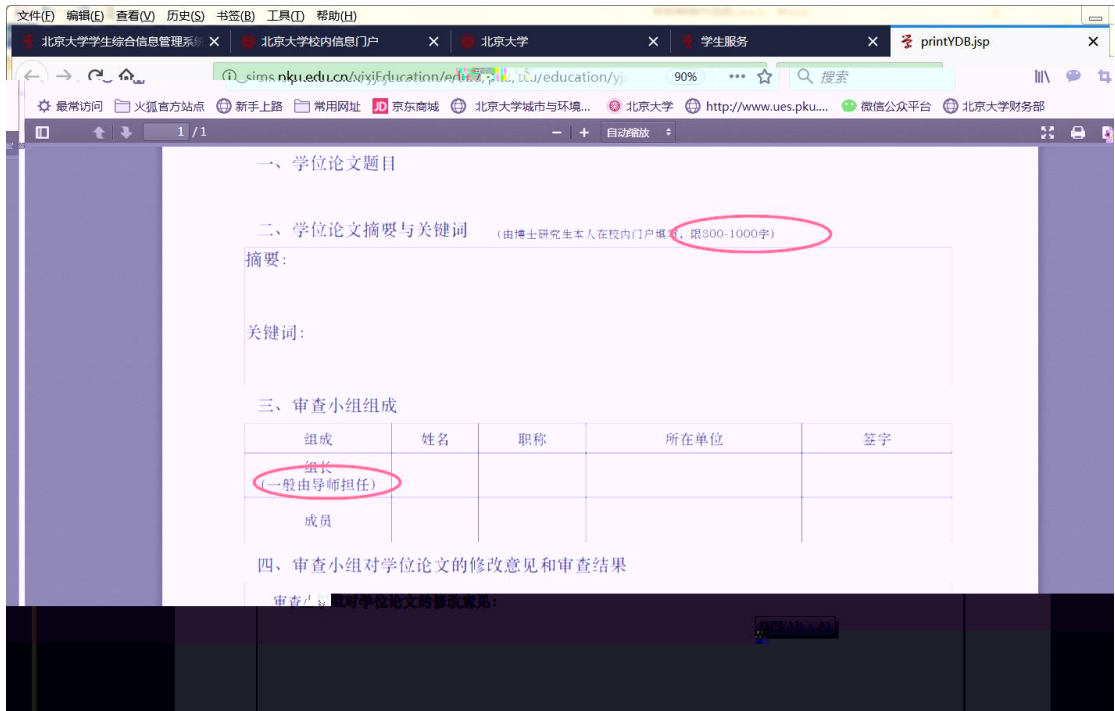 文件(F) 编辑(E) 查看(V) 历史(S) 书签(B) 工具(T) 帮助(H)
北京大学学生综合信息管理系统 北京大学校内信息门户 北京大学 学生服务 printYDB.jsp
sims.pku.edu.cn 90% 搜索
最常访问 火狐官方站点 新手上路 常用网址 JD 京东商城 北京大学城市与环境... 北京大学 http://www.ues.pku.... 微信公众平台 北京大学财务部
1 /1 自动缩放
一、学位论文题目
二、学位论文摘要与关键词 (由博士研究生本人在校内门户填写，限800-1000字)
摘要:
关键词:
三、审查小组组成
组成 姓名 职称 所在单位 签字
组长
(一般由导师担任)
成员
四、审查小组对学位论文的修改意见和审查结果
审查小组对学位论文的修改意见: